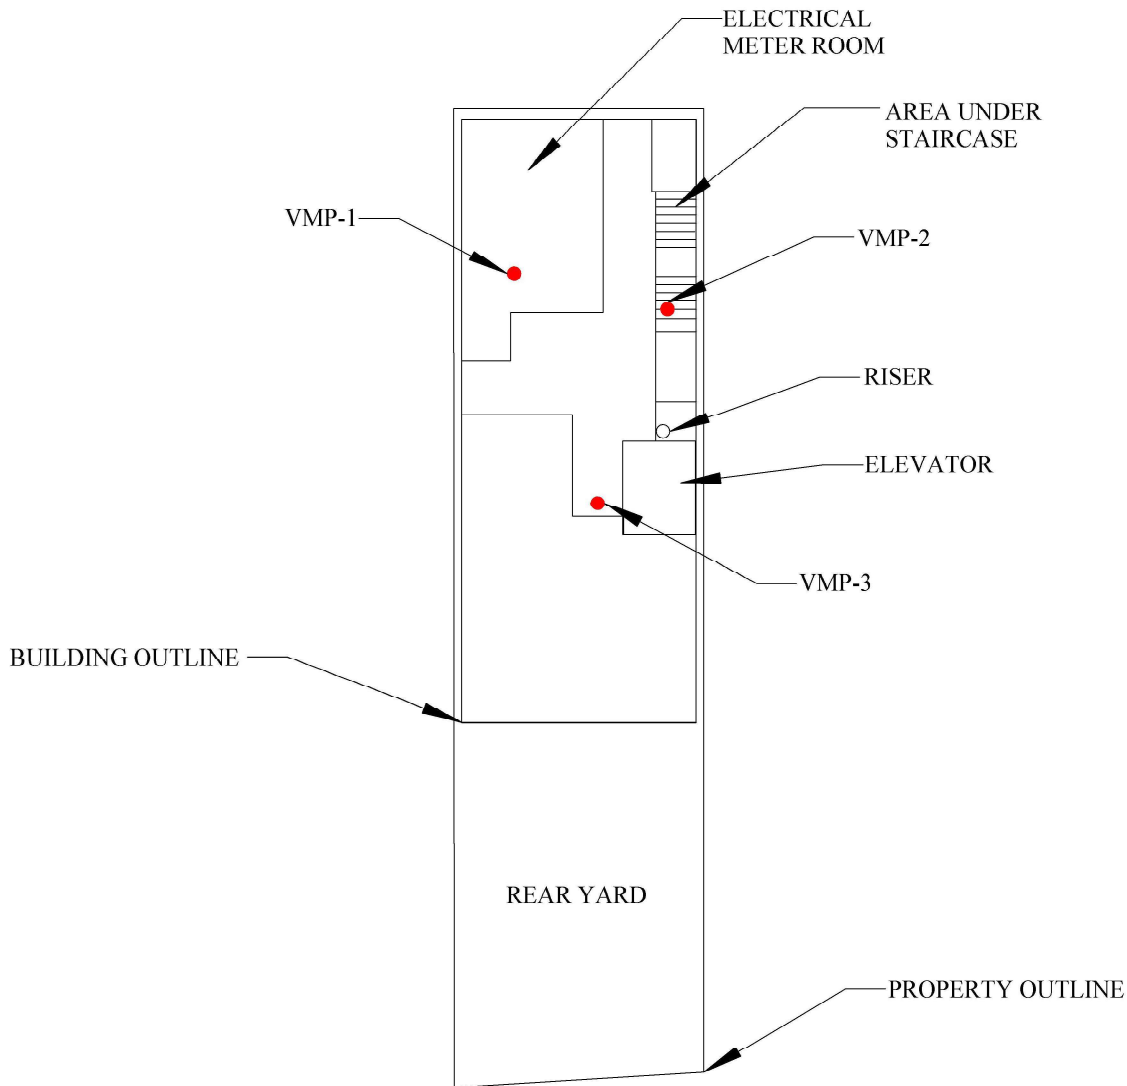 ELECTRICAL
METER ROOM
AREA UNDER
STAIRCASE
VMP-1
VMP-2
RISER
ELEVATOR
VMP-3
BUILDING OUTLINE
REAR YARD
PROPERTY OUTLINE